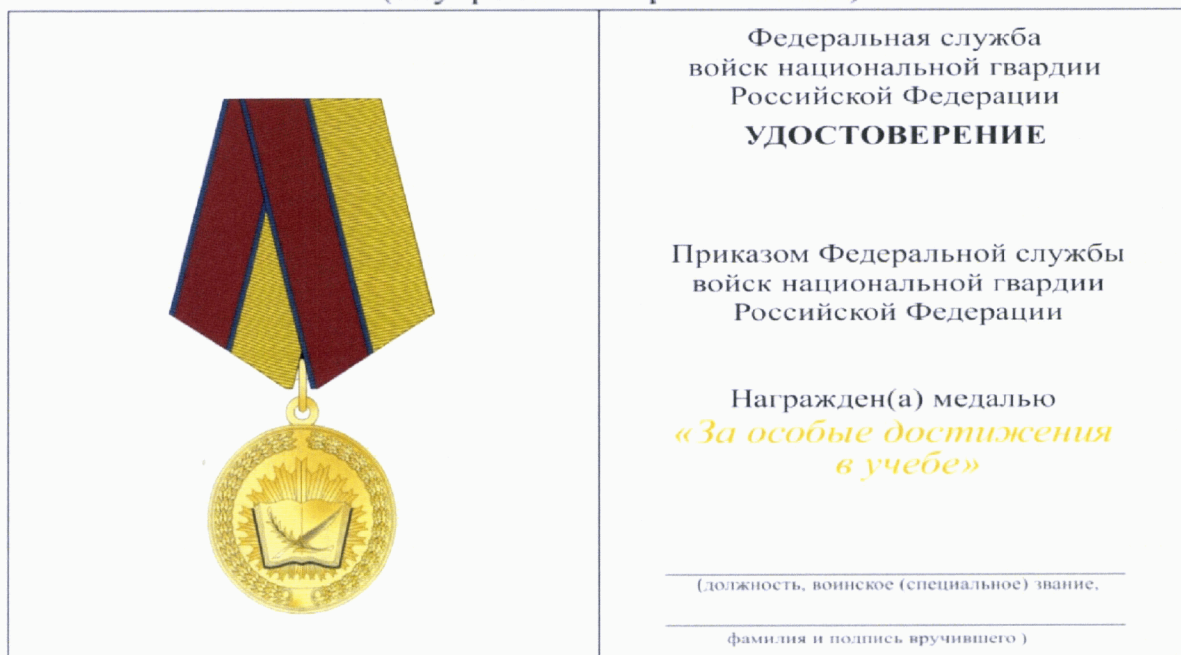 Федеральная служба
войск национальной гвардии
Российской Федерации
УДОСТОВЕРЕНИЕ
Приказом Федеральной службы
войск национальной гвардии
Российской Федерации
Награжден(а) медалью
«За особые достижения
в учебе»
(должность, воинское (специальное) звание,
фамилия и подпись вручившего )